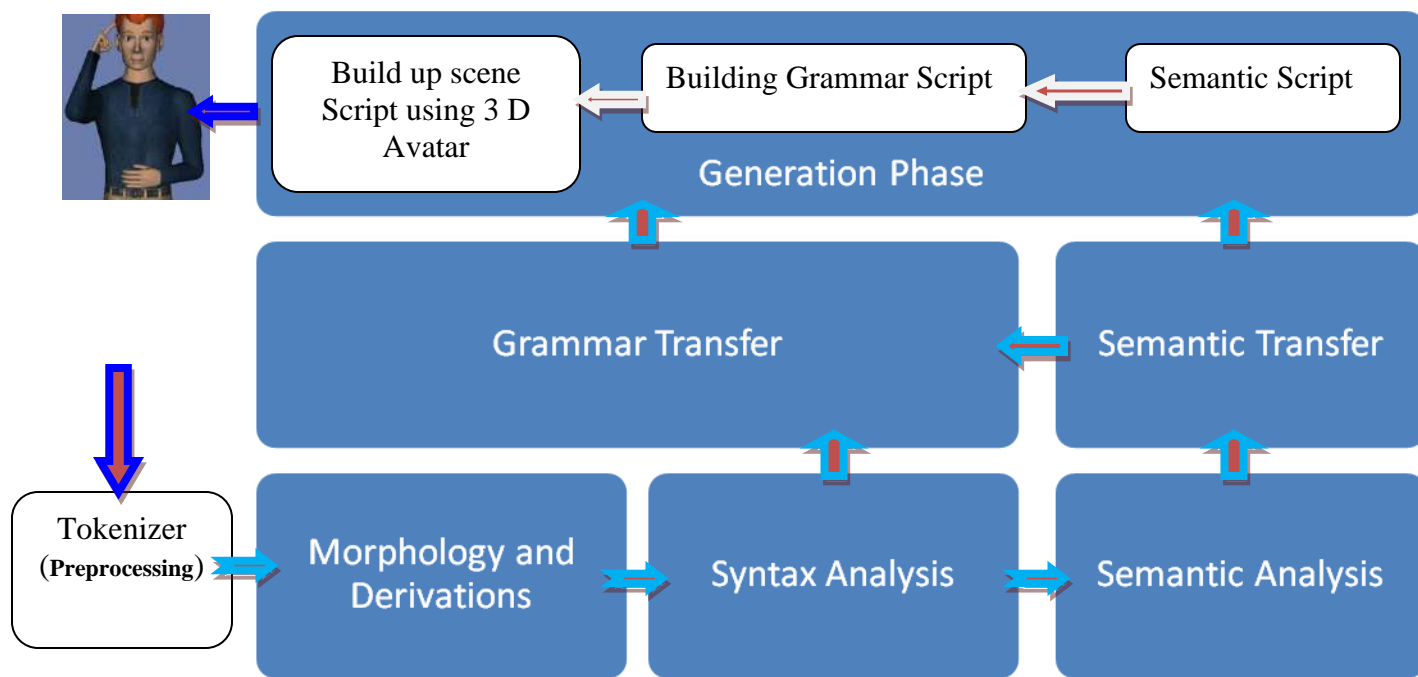 Build up scene
Script using 3 D
Avatar
Building Grammar Script
Semantic Script
Generation Phase
Grammar Transfer
Semantic Transfer
Tokenizer
(Preprocessing)
Morphology and
Derivations
Syntax Analysis
Semantic Analysis